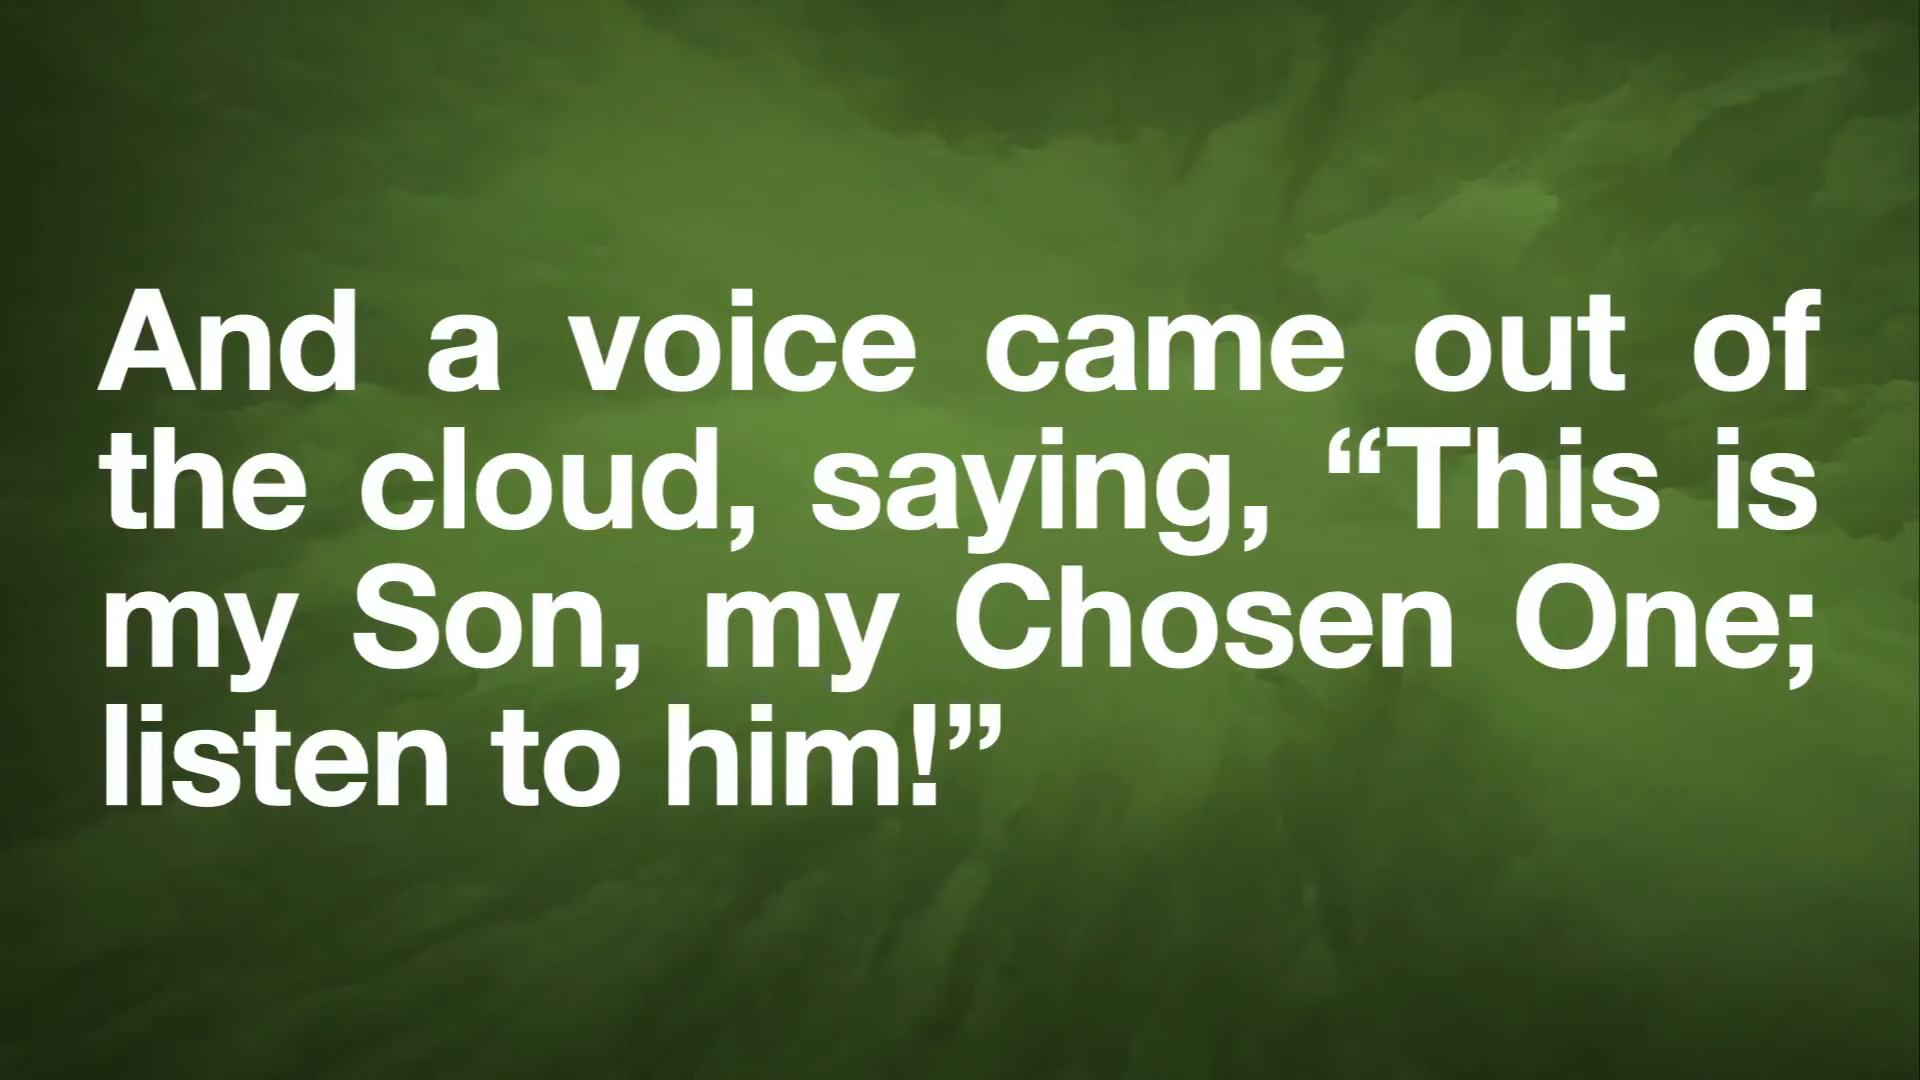 And a voice came out of
the cloud, saying, “This is
my Son, my Chosen One;
listen to him!”